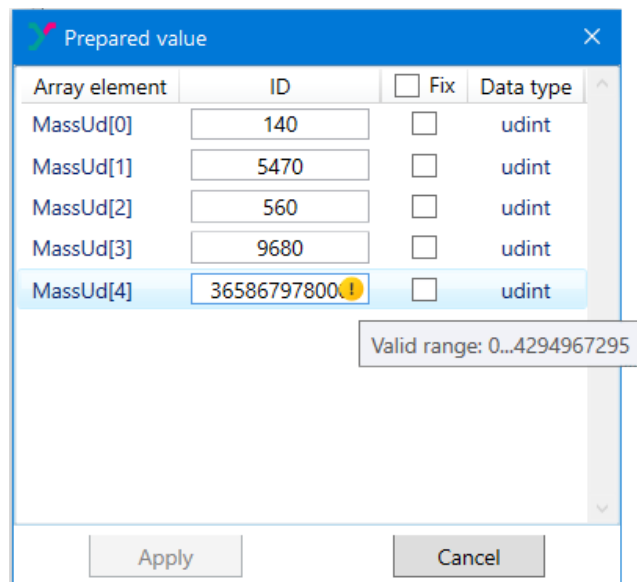 Prepared value
Array element ID Fix Data type
MassUd[0] 140 udint
MassUd[1] 5470 udint
MassUd[2] 560 udint
MassUd[3] 9680 udint
MassUd[4] 36586797800 udint
Valid range: 0...4294967295
Apply Cancel